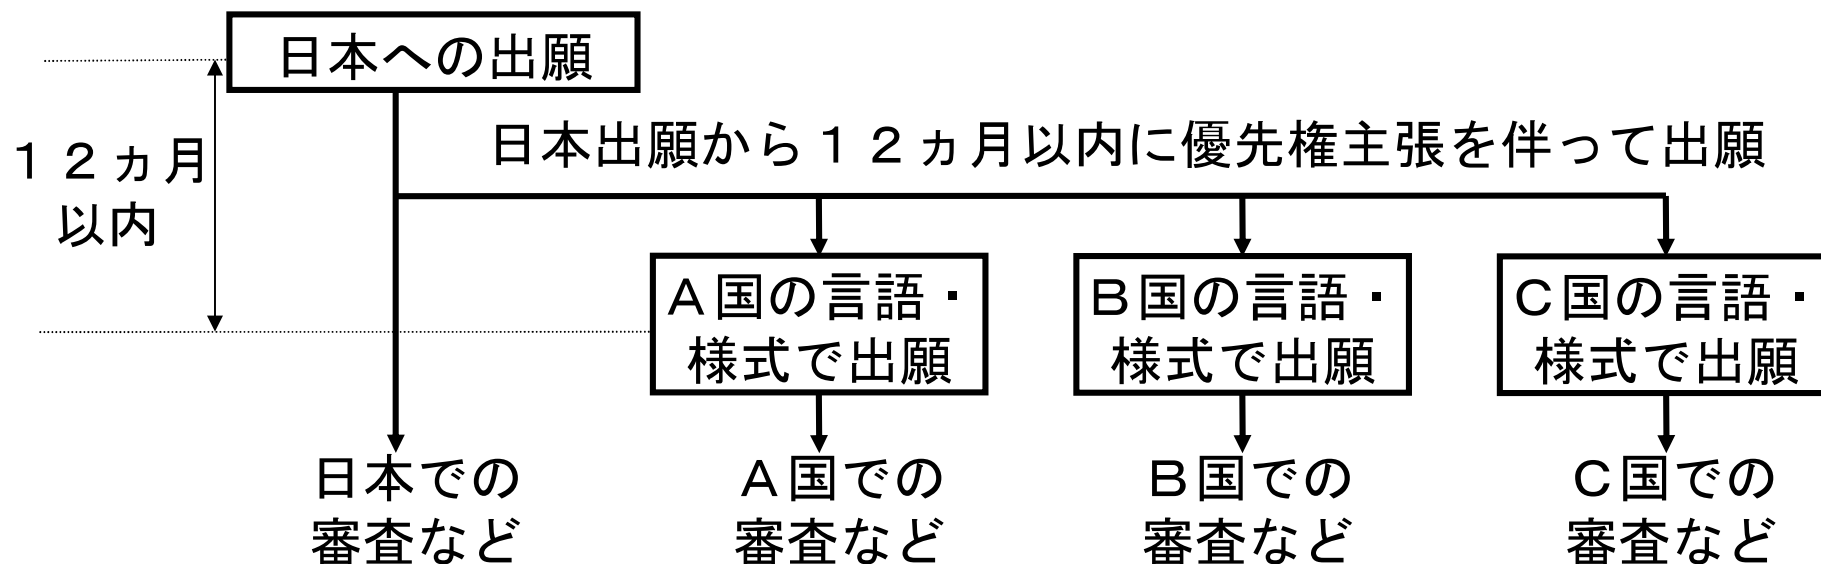 日本への出願
日本出願から１２ヵ月以内に優先権主張を伴って出願
１２ヵ月
以内
Ａ国の言語・
様式で出願
Ｂ国の言語・
様式で出願
Ｃ国の言語・
様式で出願
日本での
審査など
Ａ国での
審査など
Ｂ国での
審査など
Ｃ国での
審査など